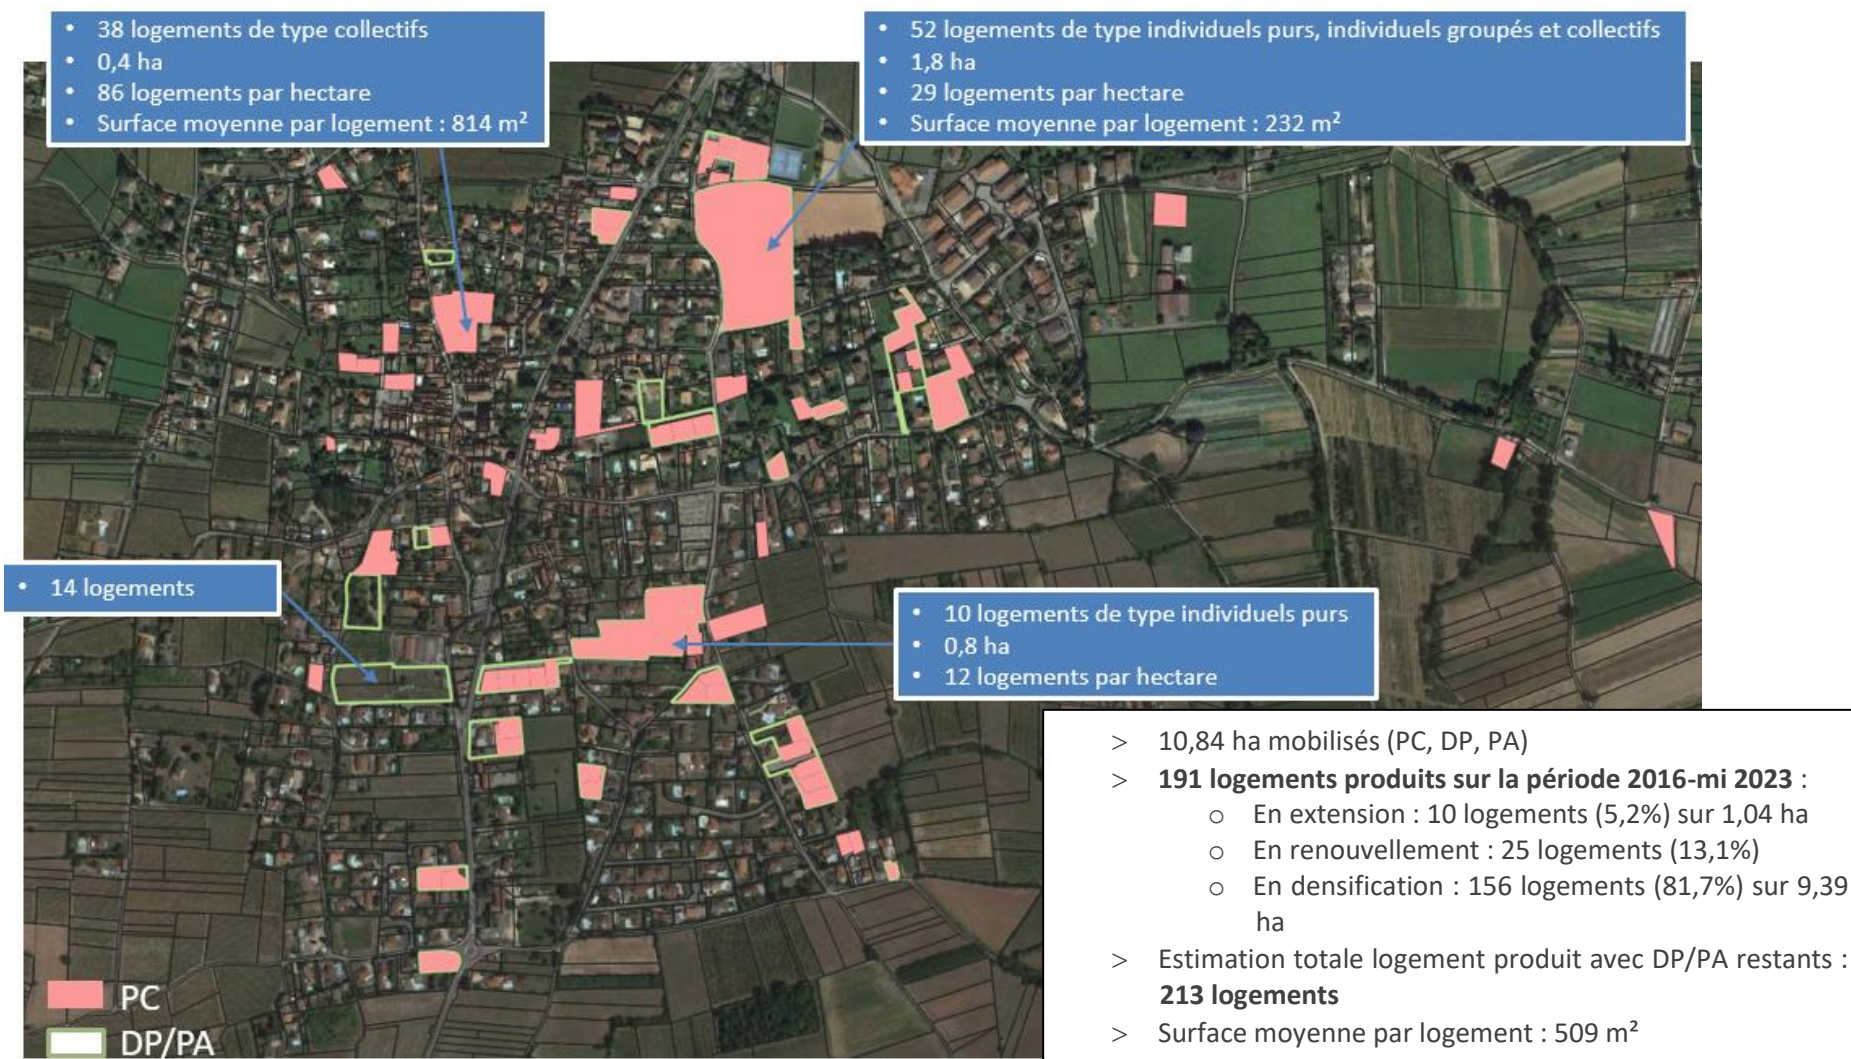 • 38 logements de type collectifs
• 0,4 ha
• 86 logements par hectare
• Surface moyenne par logement : 814 m²
• 52 logements de type individuels purs, individuels groupés et collectifs
• 1,8 ha
• 29 logements par hectare
• Surface moyenne par logement : 232 m²
• 14 logements
• 10 logements de type individuels purs
• 0,8 ha
• 12 logements par hectare
> 10,84 ha mobilisés (PC, DP, PA)
> 191 logements produits sur la période 2016-mi 2023 :
o En extension : 10 logements (5,2%) sur 1,04 ha
o En renouvellement : 25 logements (13,1%)
o En densification : 156 logements (81,7%) sur 9,39
ha
> Estimation totale logement produit avec DP/PA restants :
213 logements
> Surface moyenne par logement : 509 m²
PC
DP/PA